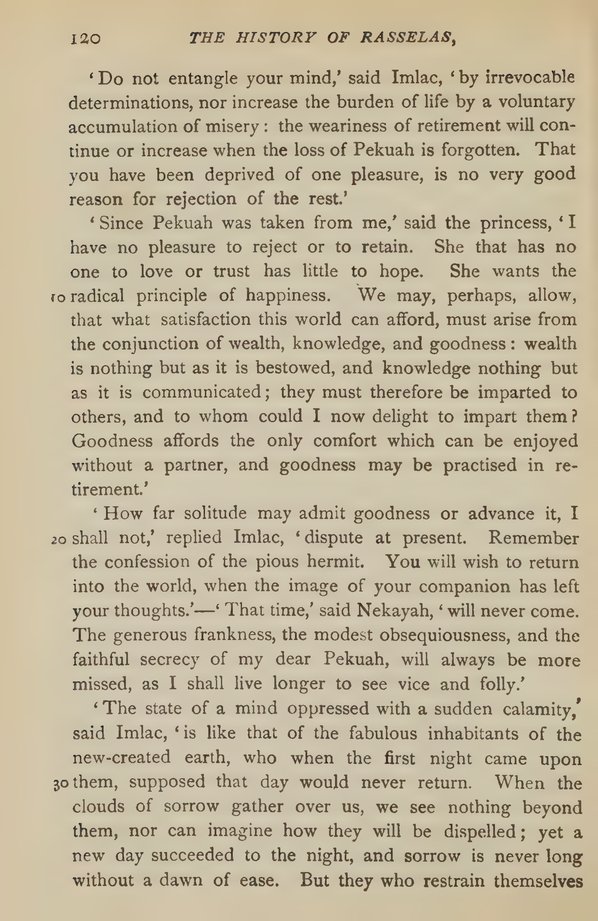 120 THE HISTORY OF RASSELAS,
‘Do not entangle your mind,’ said Imlac, ‘by irrevocable
determinations, nor increase the burden of life by a voluntary
accumulation of misery: the weariness of retirement will con-
tinue or increase when the loss of Pekuah is forgotten. That
you have been deprived of one pleasure, is no very good
reason for rejection of the rest.’
‘Since Pekuah was taken from me,’ said the princess, ‘I
have no pleasure to reject or to retain. She that has no
one to love or trust has little to hope. She wants the
10 radical principle of happiness. We may, perhaps, allow,
that what satisfaction this world can afford, must arise from
the conjunction of wealth, knowledge, and goodness: wealth
is nothing but as it is bestowed, and knowledge nothing but
as it is communicated; they must therefore be imparted to
others, and to whom could I now delight to impart them?
Goodness affords the only comfort which can be enjoyed
without a partner, and goodness may be practised in re-
tirement.’
‘How far solitude may admit goodness or advance it, I
20 shall not,’ replied Imlac, ‘dispute at present. Remember
the confession of the pious hermit. You will wish to return
into the world, when the image of your companion has left
your thoughts.’—‘That time,’ said Nekayah, ‘will never come.
The generous frankness, the modest obsequiousness, and the
faithful secrecy of my dear Pekuah, will always be more
missed, as I shall live longer to see vice and folly.’
‘The state of a mind oppressed with a sudden calamity,’
said Imlac, ‘is like that of the fabulous inhabitants of the
new-created earth, who when the first night came upon
30 them, supposed that day would never return. When the
clouds of sorrow gather over us, we see nothing beyond
them, nor can imagine how they will be dispelled; yet a
new day succeeded to the night, and sorrow is never long
without a dawn of ease. But they who restrain themselves